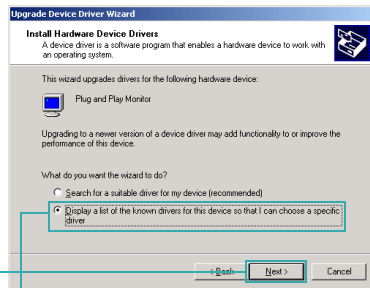 Upgrade Device Driver Wizard
Install Hardware Device Drivers
A device driver is a software program that enables a hardware device to work with
an operating system.
This wizard upgrades drivers for the following hardware device:
Plug and Play Monitor
Upgrading to a newer version of a device driver may add functionality to or improve the
performance of this device.
What do you want the wizard to do?
Search for a suitable driver for my device (recommended)
Display a list of the known drivers for this device so that I can choose a specific
driver
< Back Next > Cancel